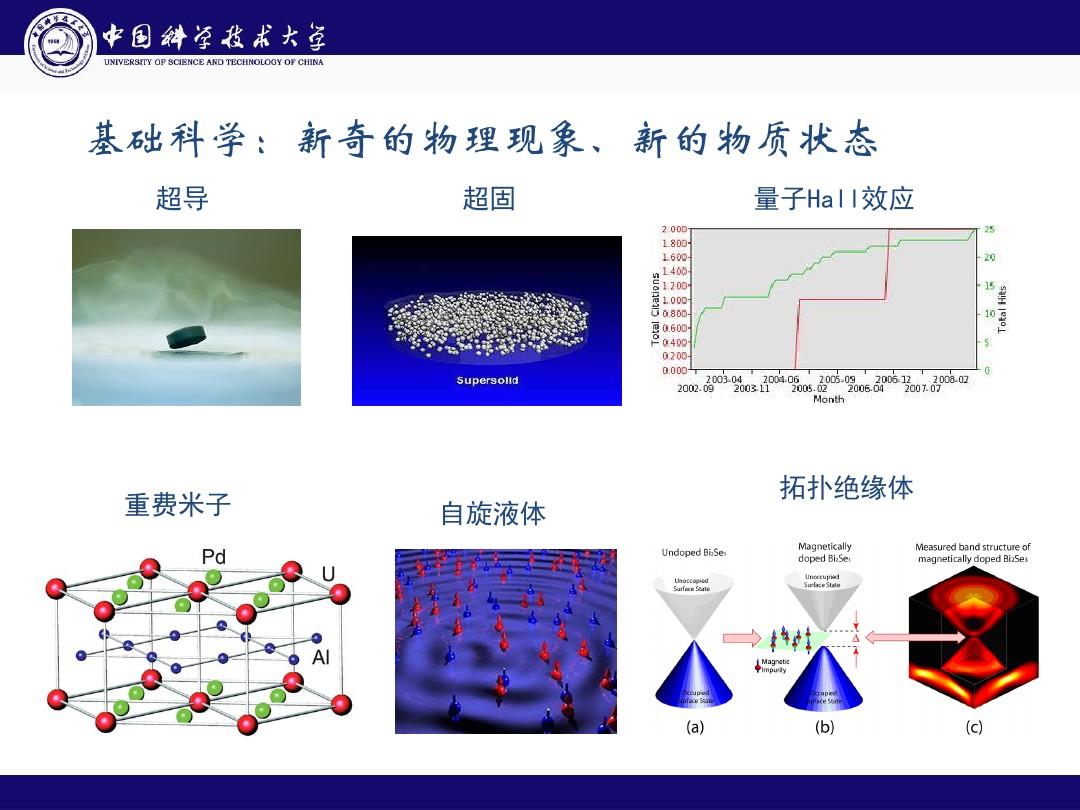 中国科学技术大学
UNIVERSITY OF SCIENCE AND TECHNOLOGY OF CHINA
1958
基础科学：新奇的物理现象、新的物质状态
超导
超固
量子Hall效应
Supersolid
Total Citations
2.000
1.800
1.600
1.400
1.200
1.000
0.800
0.600
0.400
0.200
0.000
25
20
15
10
5
0
Total Hits
2003-04 2004-06 2005-09 2006-12 2008-02
2002-09 2003-11 2005-02 2006-04 2007-07
Month
重费米子
自旋液体
拓扑绝缘体
Pd
U
Al
Undoped Bi₂Se₃
Unoccupied
Surface State
Occupied
Surface State
(a)
Magnetically
doped Bi₂Se₃
Unoccupied
Surface State
Δ
Magnetic
Impurity
Occupied
Surface State
(b)
Measured band structure of
magnetically doped Bi₂Se₃
(c)